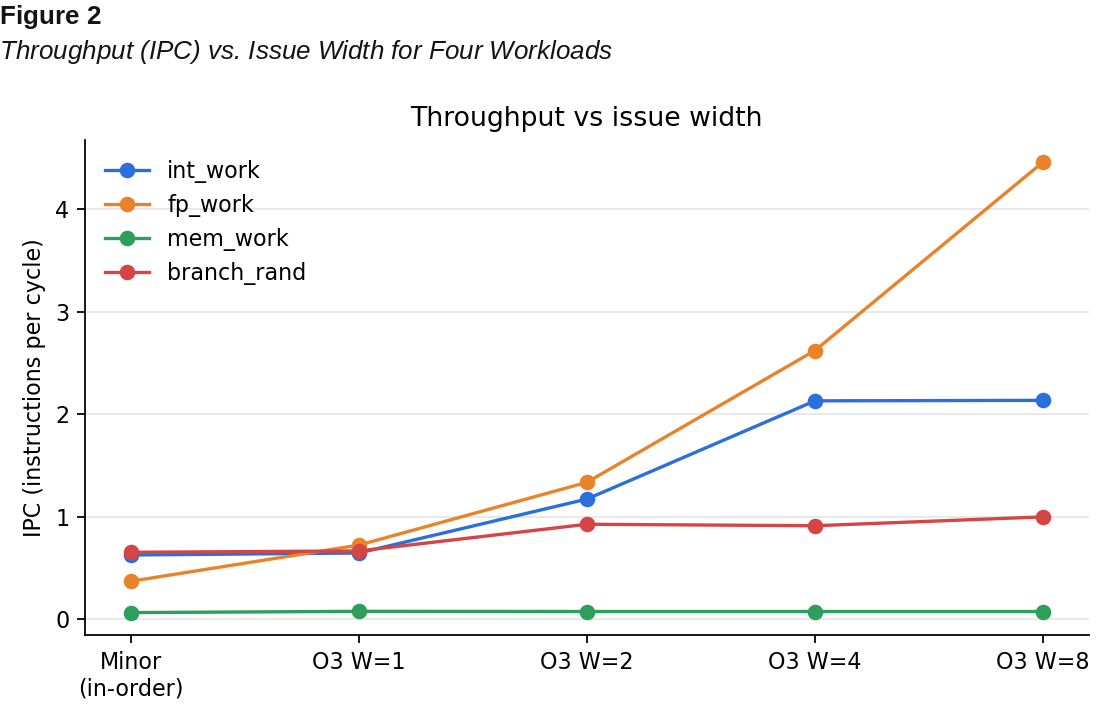 Figure 2
Throughput (IPC) vs. Issue Width for Four Workloads
Throughput vs issue width
int_work
fp_work
mem_work
branch_rand
IPC (instructions per cycle)
4
3
2
1
0
Minor
(in-order)
O3 W=1
O3 W=2
O3 W=4
O3 W=8